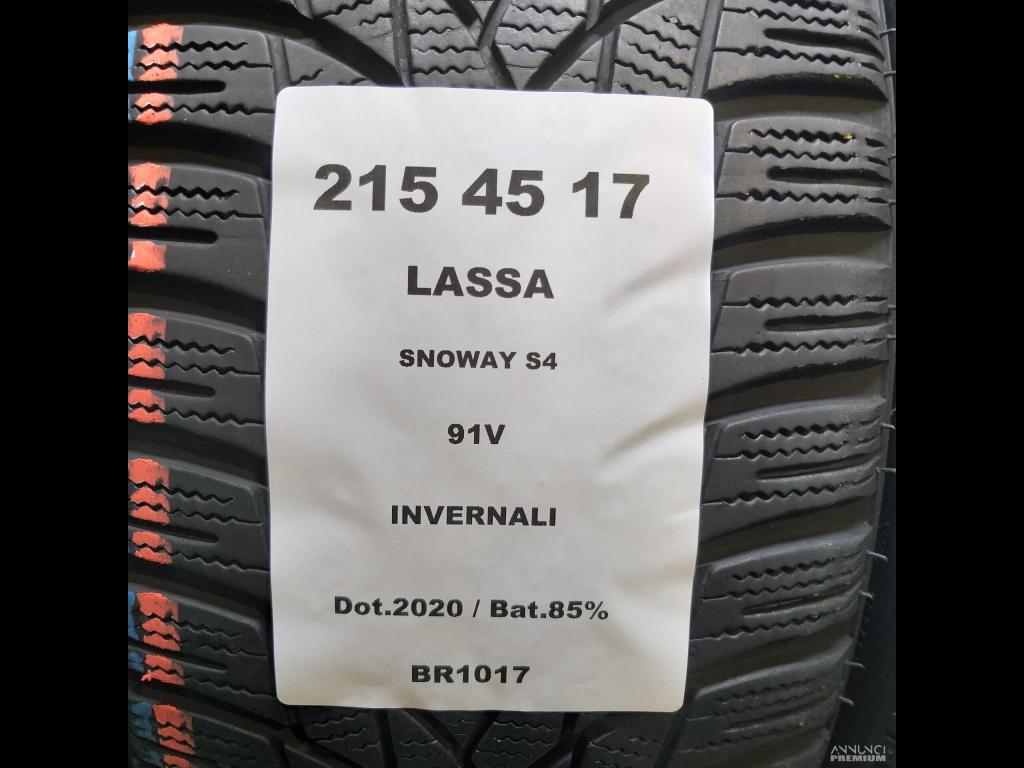 215 45 17
LASSA
SNOWAY S4
91V
INVERNALI
Dot.2020 / Bat.85%
BR1017
ANNUNCI
PREMIUM